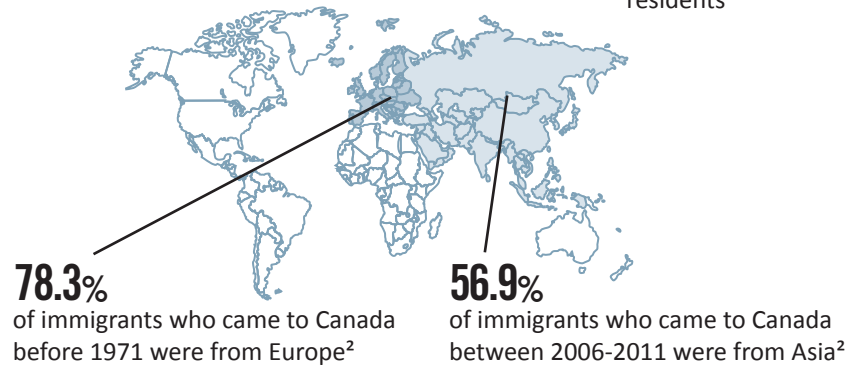 residents
78.3%
of immigrants who came to Canada
before 1971 were from Europe²
56.9%
of immigrants who came to Canada
between 2006-2011 were from Asia²